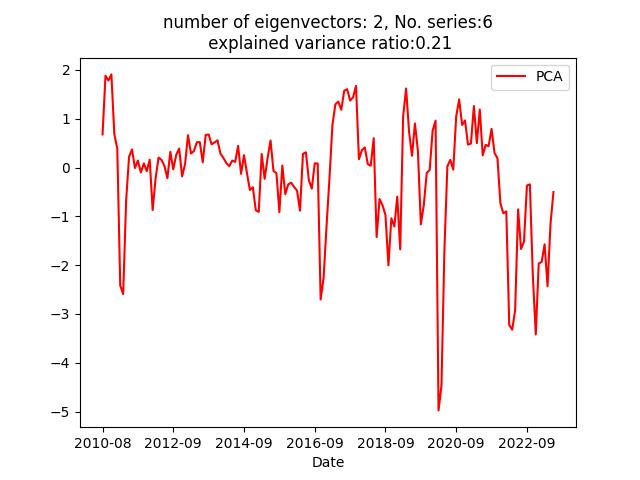 number of eigenvectors: 2, No. series:6
explained variance ratio:0.21
PCA
2
1
0
−1
−2
−3
−4
−5
2010-08 2012-09 2014-09 2016-09 2018-09 2020-09 2022-09
Date